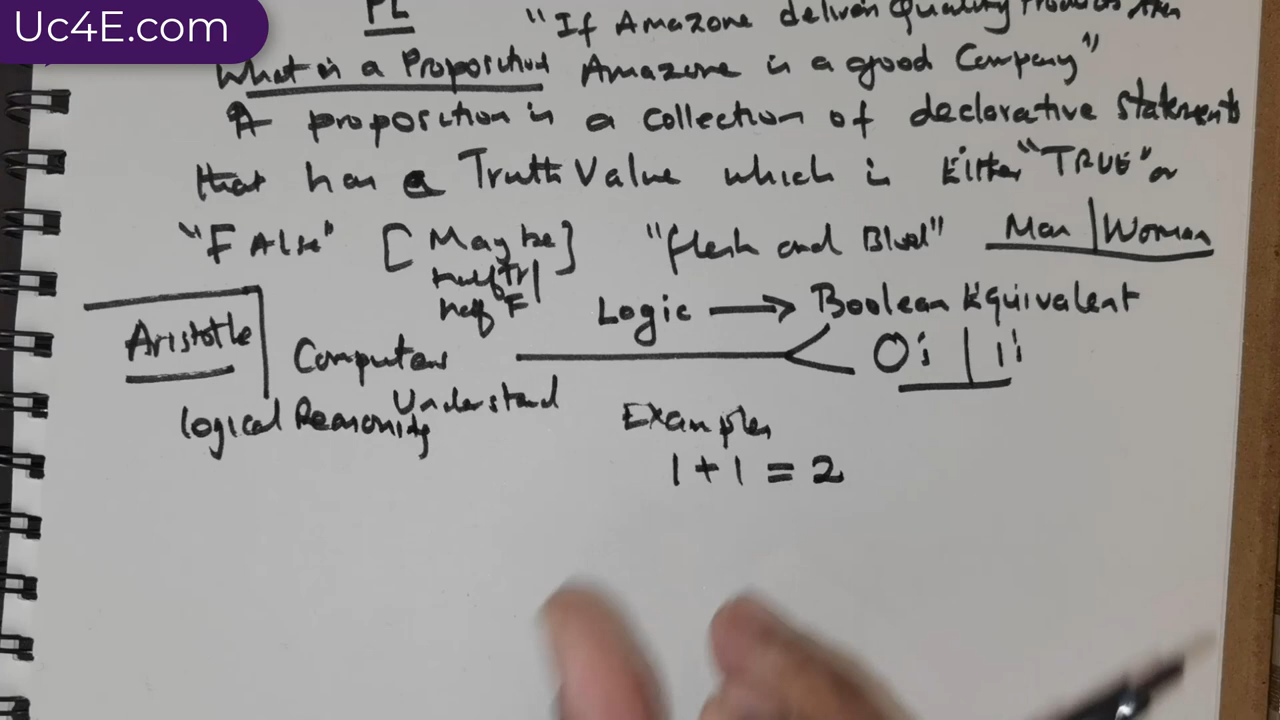 Uc4E.com
PL
"If Amazone deliver Quality Products then
What is a Proposition Amazone is a good Company"
A proposition is a collection of declarative statements
that has a Truth Value which is Either "TRUE" or
"FAlse" [Maybe] "flesh and Blood" Man | Woman
half Tr
half F
Logic → Boolean Equivalent
Aristotle
Computers
Understand
0's | 1's
logical Reasoning
Examples
1 + 1 = 2